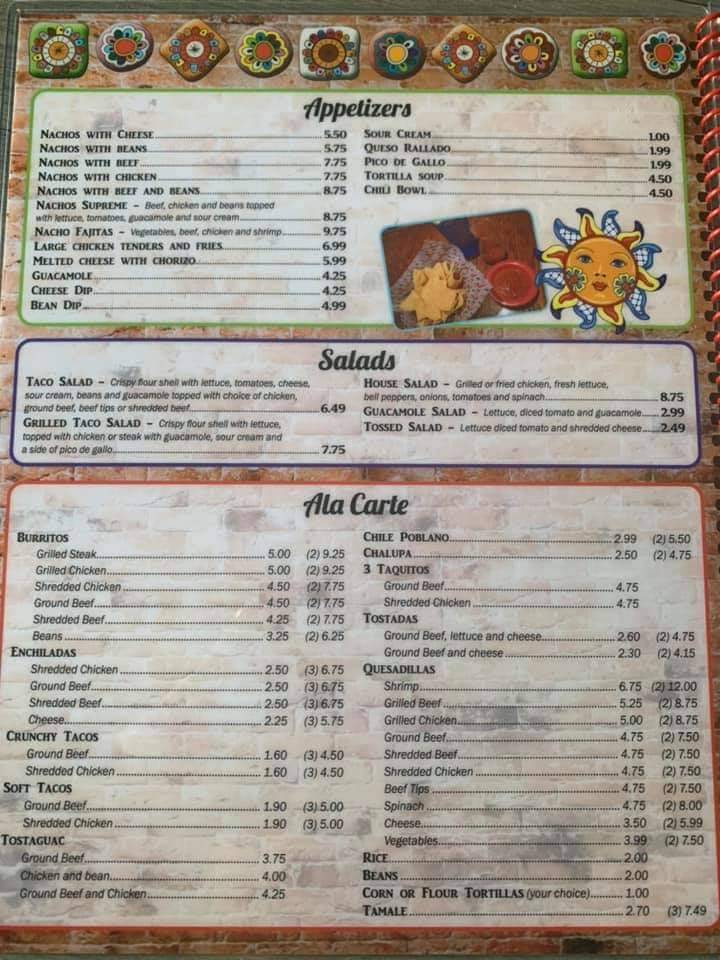 Appetizers
Nachos with Cheese 5.50
Nachos with beans 5.75
Nachos with beef 7.75
Nachos with chicken 7.75
Nachos with beef and beans 8.75
Nachos Supreme – Beef, chicken and beans topped
with lettuce, tomatoes, guacamole and sour cream 8.75
Nacho Fajitas – Vegetables, beef, chicken and shrimp 9.75
Large chicken tenders and fries 6.99
Melted cheese with chorizo 5.99
Guacamole 4.25
Cheese Dip 4.25
Bean Dip 4.99
Sour Cream 1.00
Queso Rallado 1.99
Pico de Gallo 1.99
Tortilla soup 4.50
Chili Bowl 4.50
Salads
Taco Salad – Crispy flour shell with lettuce, tomatoes, cheese,
sour cream, beans and guacamole topped with choice of chicken,
ground beef, beef tips or shredded beef 6.49
Grilled Taco Salad – Crispy flour shell with lettuce,
topped with chicken or steak with guacamole, sour cream and
a side of pico de gallo 7.75
House Salad – Grilled or fried chicken, fresh lettuce,
bell peppers, onions, tomatoes and spinach 8.75
Guacamole Salad – Lettuce, diced tomato and guacamole 2.99
Tossed Salad – Lettuce diced tomato and shredded cheese 2.49
Ala Carte
Burritos
Grilled Steak 5.00 (2) 9.25
Grilled Chicken 5.00 (2) 9.25
Shredded Chicken 4.50 (2) 7.75
Ground Beef 4.50 (2) 7.75
Shredded Beef 4.25 (2) 7.75
Beans 3.25 (2) 6.25
Enchiladas
Shredded Chicken 2.50 (3) 6.75
Ground Beef 2.50 (3) 6.75
Shredded Beef 2.50 (3) 6.75
Cheese 2.25 (3) 5.75
Crunchy Tacos
Ground Beef 1.60 (3) 4.50
Shredded Chicken 1.60 (3) 4.50
Soft Tacos
Ground Beef 1.90 (3) 5.00
Shredded Chicken 1.90 (3) 5.00
Tostaguac
Ground Beef 3.75
Chicken and bean 4.00
Ground Beef and Chicken 4.25
Chile Poblano 2.99 (2) 5.50
Chalupa 2.50 (2) 4.75
3 Taquitos
Ground Beef 4.75
Shredded Chicken 4.75
Tostadas
Ground Beef, lettuce and cheese 2.60 (2) 4.75
Ground Beef and cheese 2.30 (2) 4.15
Quesadillas
Shrimp 6.75 (2) 12.00
Grilled Beef 5.25 (2) 8.75
Grilled Chicken 5.00 (2) 8.75
Ground Beef 4.75 (2) 7.50
Shredded Beef 4.75 (2) 7.50
Shredded Chicken 4.75 (2) 7.50
Beef Tips 4.75 (2) 7.50
Spinach 4.75 (2) 8.00
Cheese 3.50 (2) 5.99
Vegetables 3.99 (2) 7.50
Rice 2.00
Beans 2.00
Corn or Flour Tortillas (your choice) 1.00
Tamale 2.70 (3) 7.49